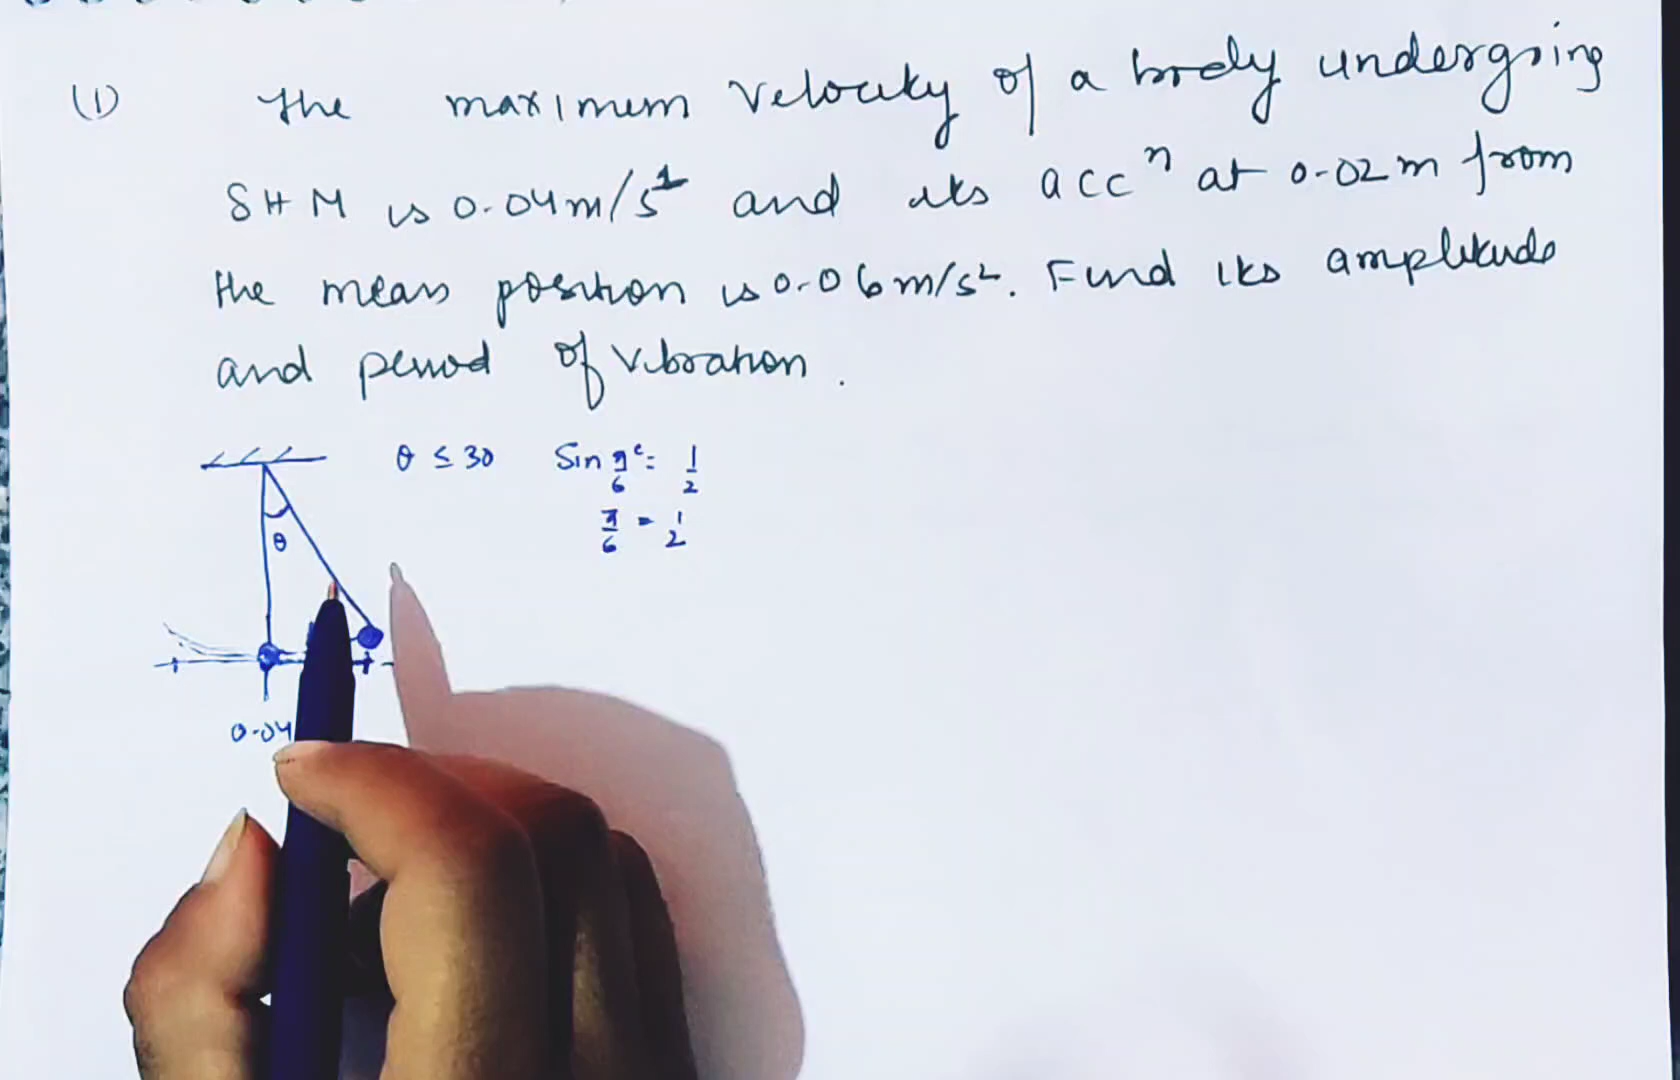 (1) The maximum velocity of a body undergoing
SHM is 0.04m/s and its accⁿ at 0.02m from
the mean position is 0.06m/s². Find its amplitude
and period of vibration.
θ ≤ 30 Sin π/6ᶜ = 1/2
π/6 = 1/2
θ
0.04